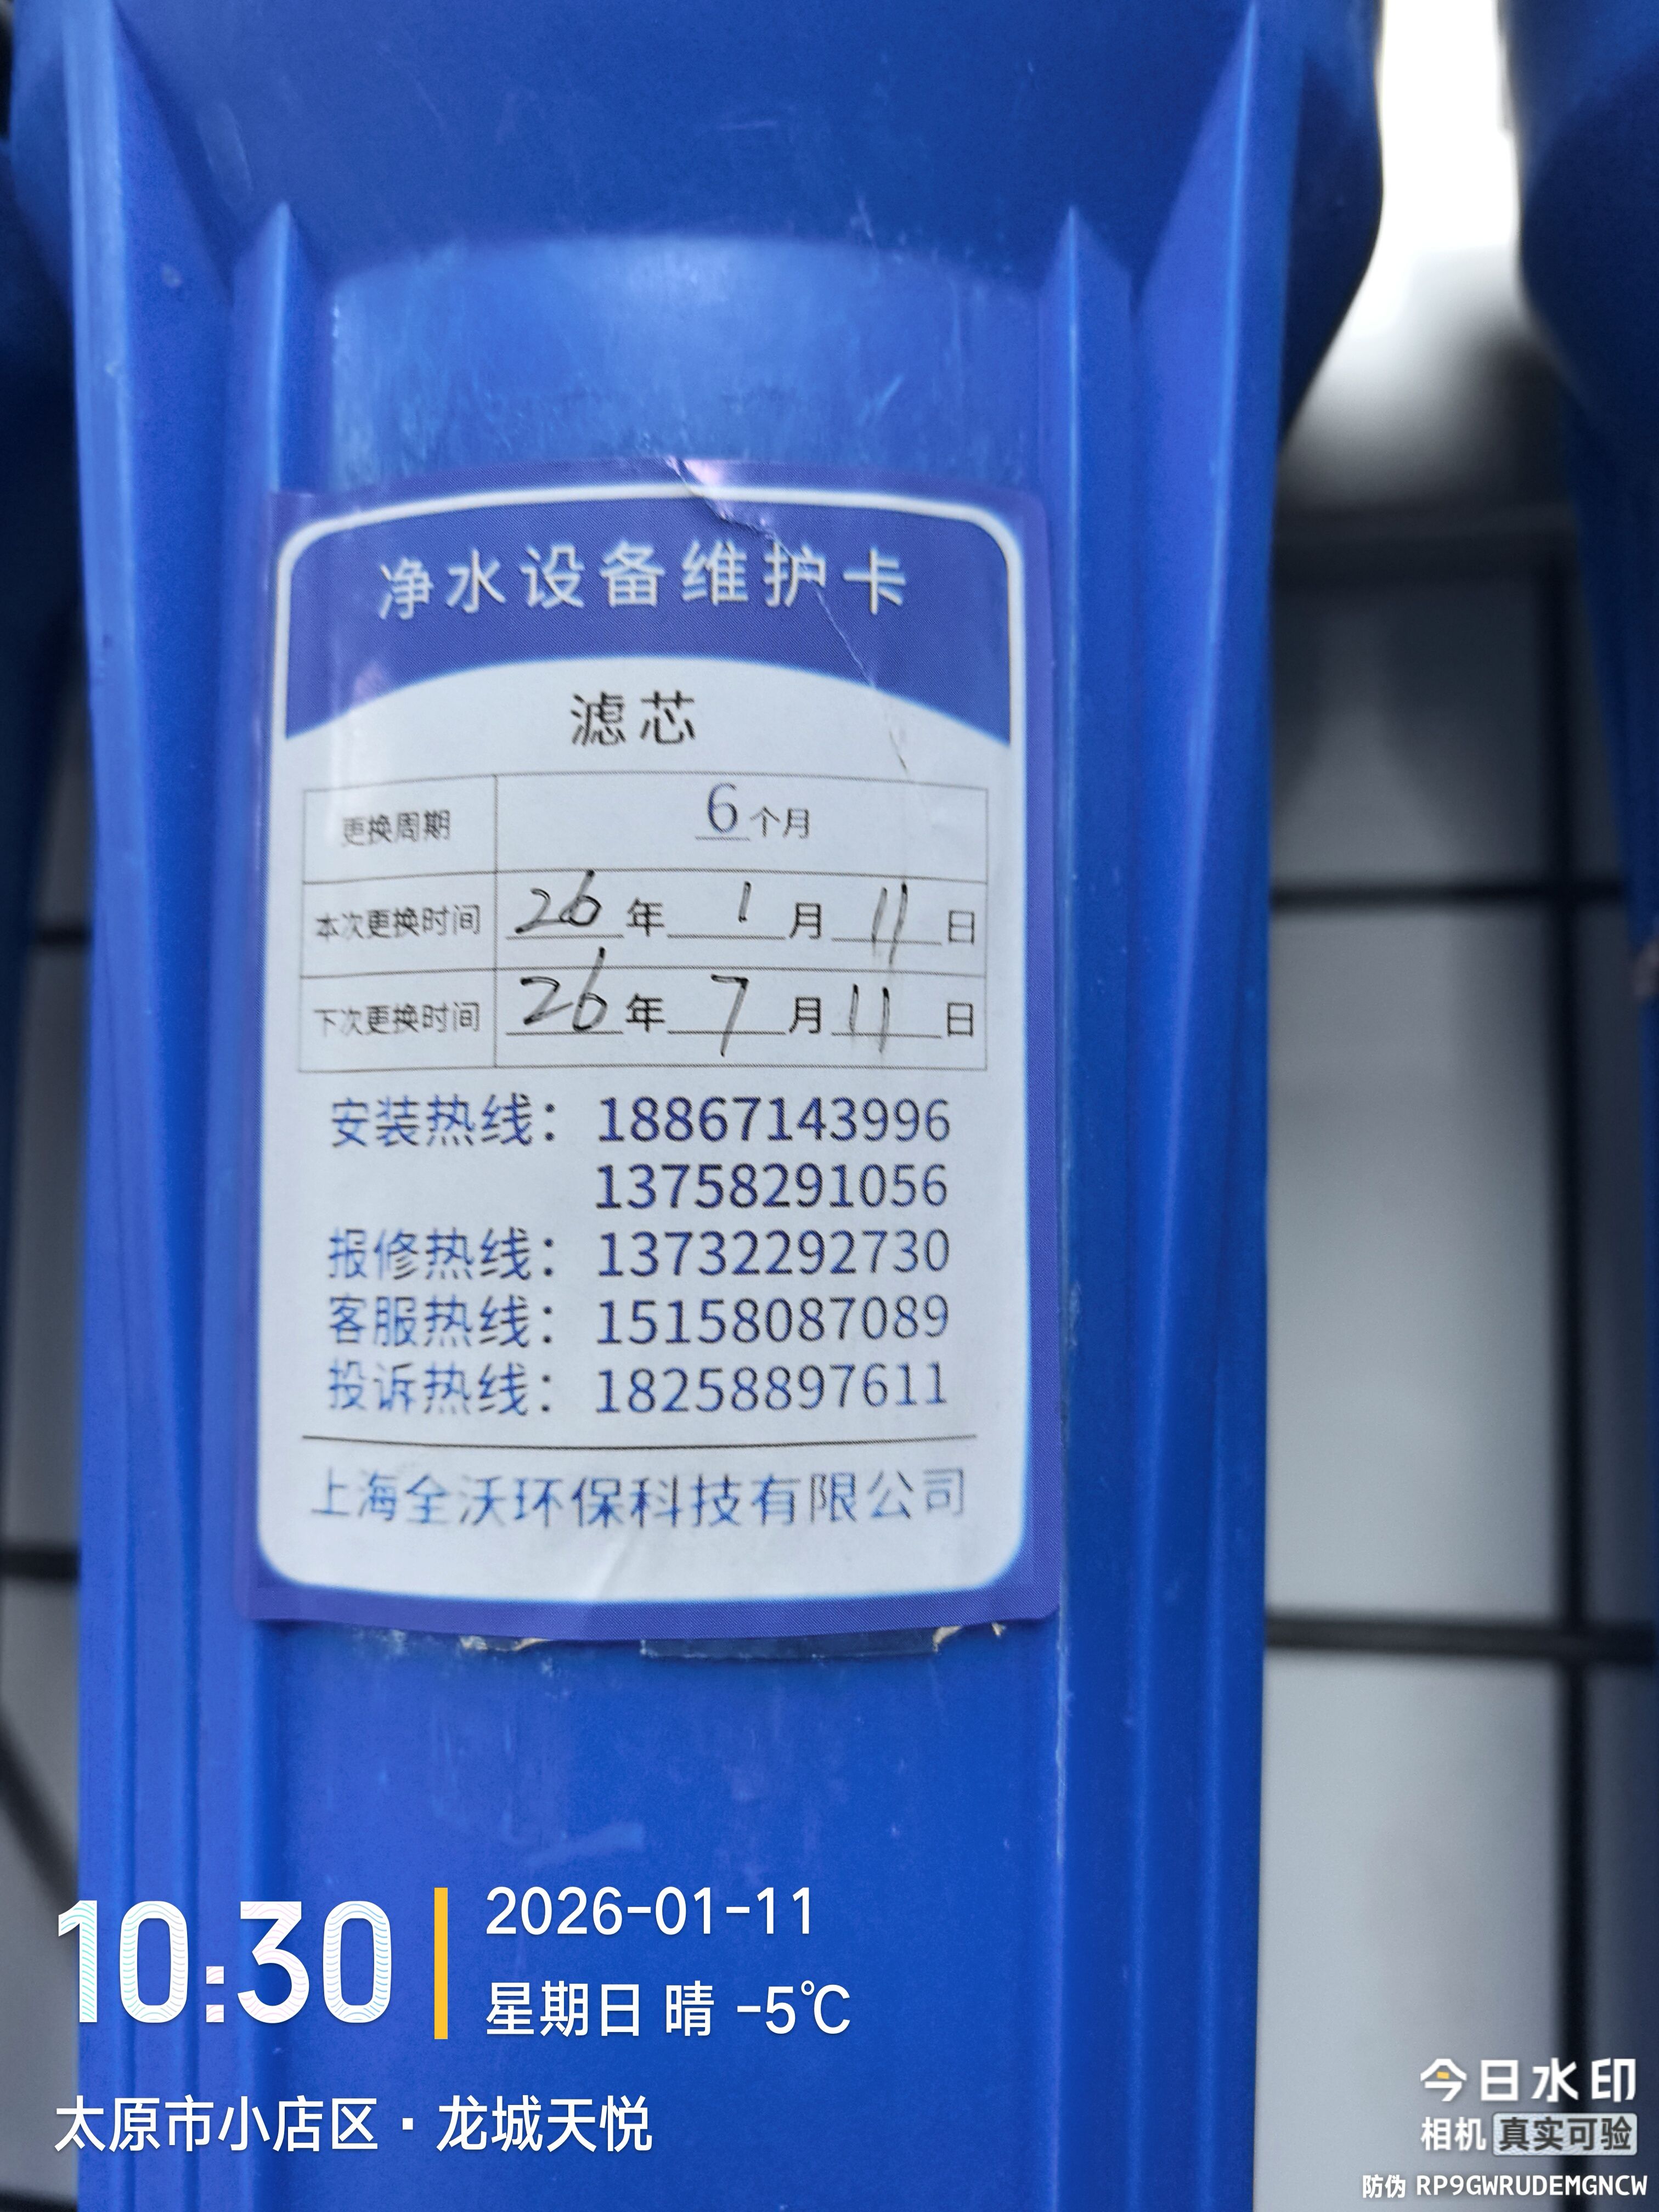 净水设备维护卡
滤芯
更换周期 6个月
本次更换时间 26年1月11日
下次更换时间 26年7月11日
安装热线：18867143996
13758291056
报修热线：13732292730
客服热线：15158087089
投诉热线：18258897611
上海全沃环保科技有限公司
10:30
2026-01-11
星期日 晴 -5℃
太原市小店区·龙城天悦
今日水印
相机 真实可验
防伪 RP9GWRUDEMGNCW